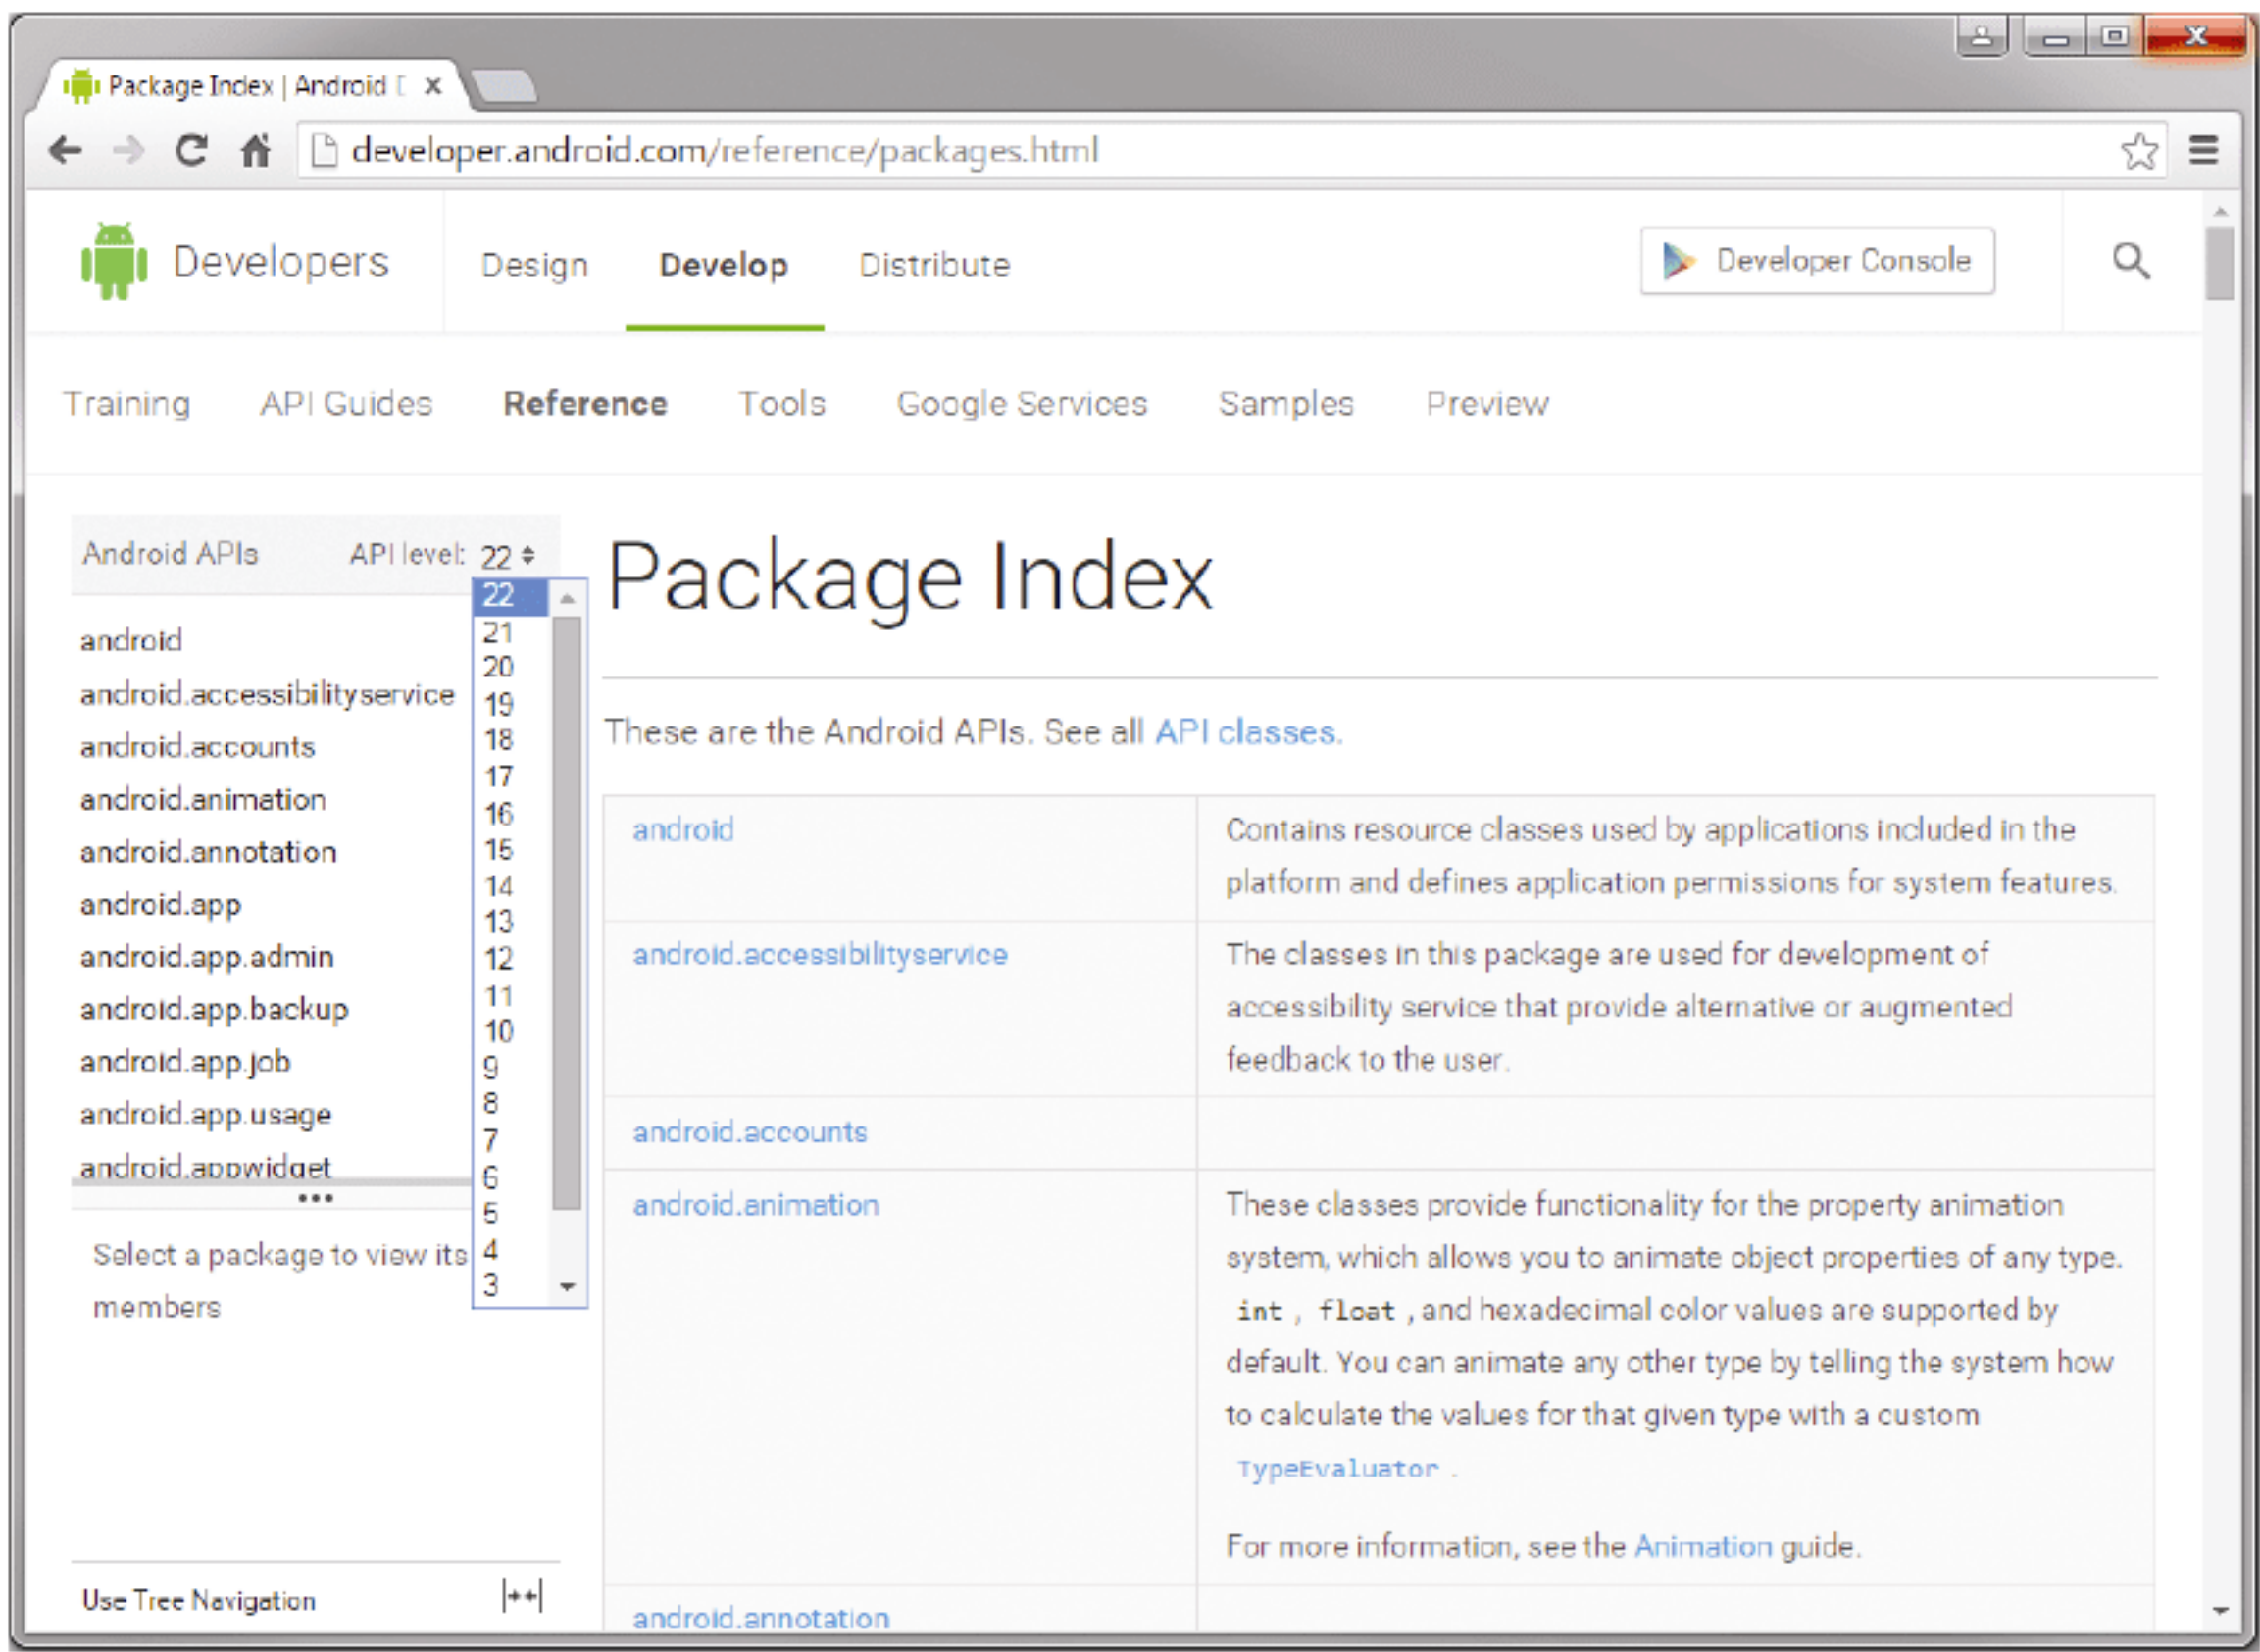 Package Index | Android
developer.android.com/reference/packages.html
Developers
Design
Develop
Distribute
Developer Console
Training
API Guides
Reference
Tools
Google Services
Samples
Preview
Android APIs
API level: 22
22
21
20
19
18
17
16
15
14
13
12
11
10
9
8
7
6
5
4
3
android
android.accessibilityservice
android.accounts
android.animation
android.annotation
android.app
android.app.admin
android.app.backup
android.app.job
android.app.usage
android.appwidget
Select a package to view its
members
Use Tree Navigation
Package Index
These are the Android APIs. See all API classes.
android
Contains resource classes used by applications included in the
platform and defines application permissions for system features.
android.accessibilityservice
The classes in this package are used for development of
accessibility service that provide alternative or augmented
feedback to the user.
android.accounts
android.animation
These classes provide functionality for the property animation
system, which allows you to animate object properties of any type.
int , float , and hexadecimal color values are supported by
default. You can animate any other type by telling the system how
to calculate the values for that given type with a custom
TypeEvaluator .
For more information, see the Animation guide.
android.annotation